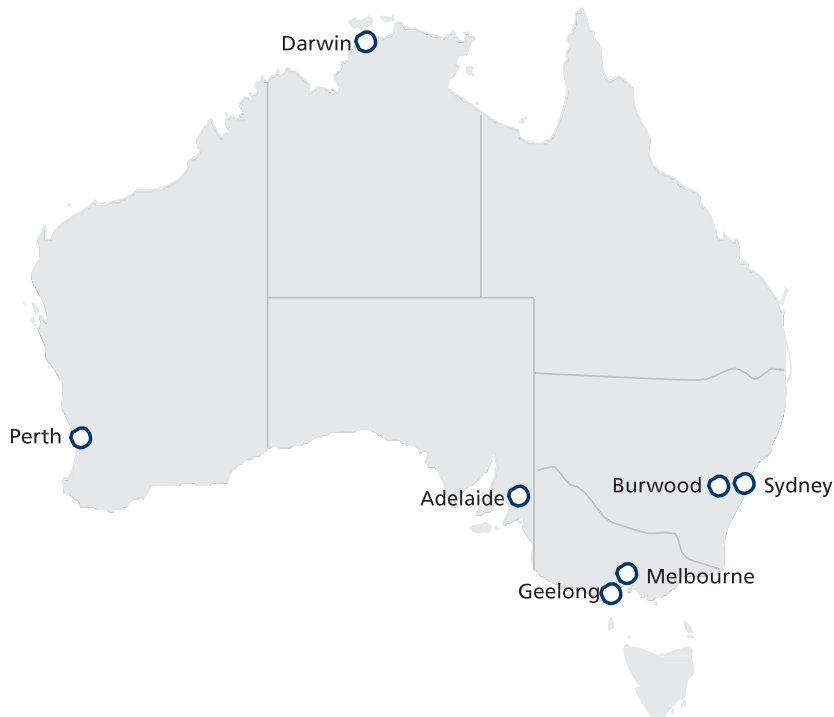 Darwin
Perth
Adelaide
Burwood
Sydney
Melbourne
Geelong